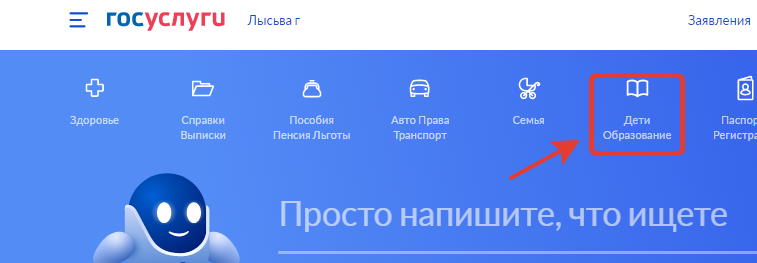 госуслуги Лысьва г Заявления
Здоровье Справки Пособия Авто Права Семья Дети Паспор
Выписки Пенсия Льготы Транспорт Образование Регистра
Просто напишите, что ищете